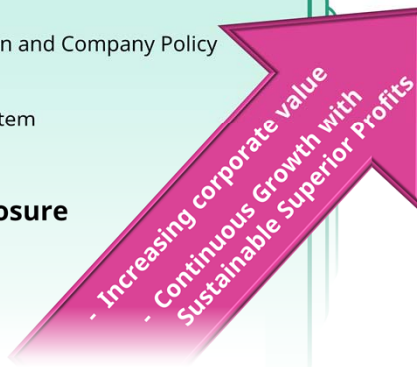 n and Company Policy
tem
osure
- Increasing corporate value
- Continuous Growth with
Sustainable Superior Profits